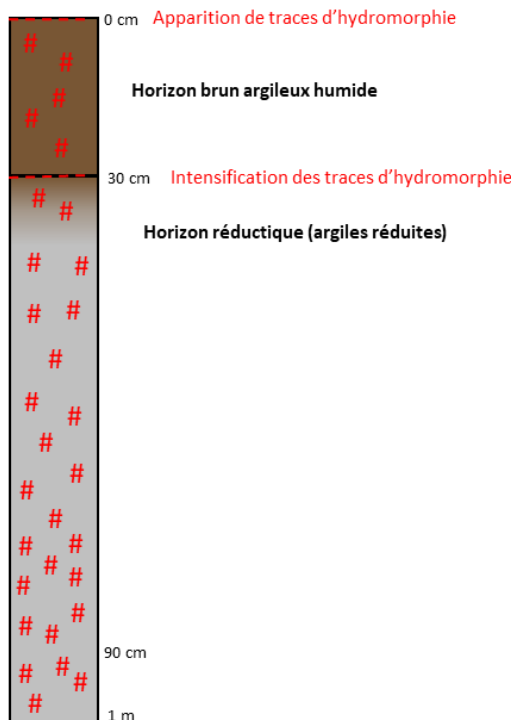 0 cm Apparition de traces d'hydromorphie
Horizon brun argileux humide
30 cm Intensification des traces d'hydromorphie
Horizon réductique (argiles réduites)
90 cm
1 m